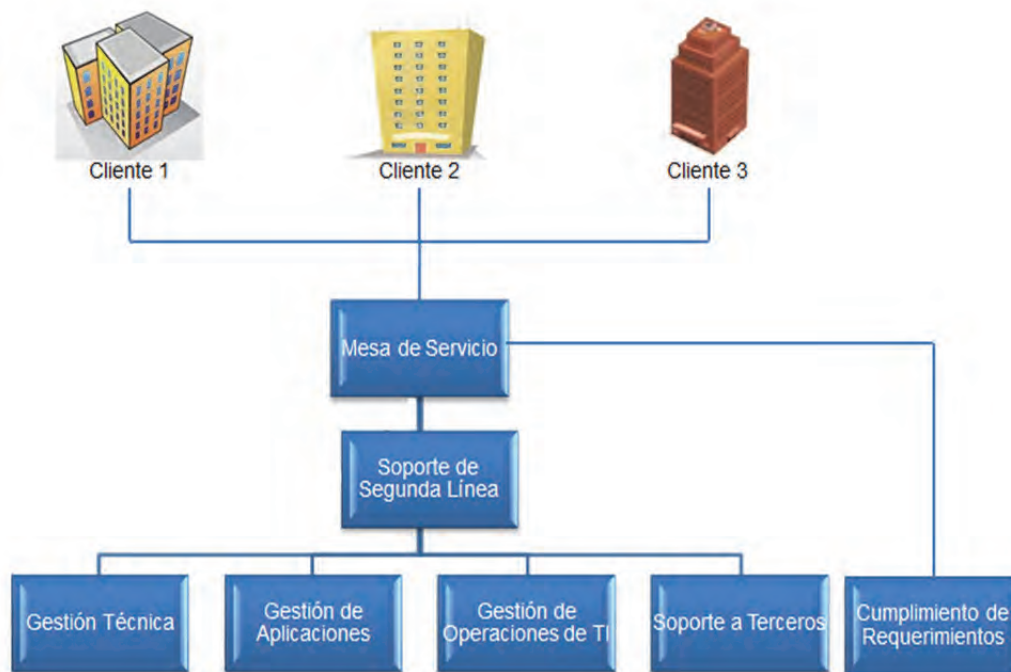 Cliente 1
Cliente 2
Cliente 3
Mesa de Servicio
Soporte de
Segunda Línea
Gestión Técnica
Gestión de
Aplicaciones
Gestión de
Operaciones de TI
Soporte a Terceros
Cumplimiento de
Requerimientos